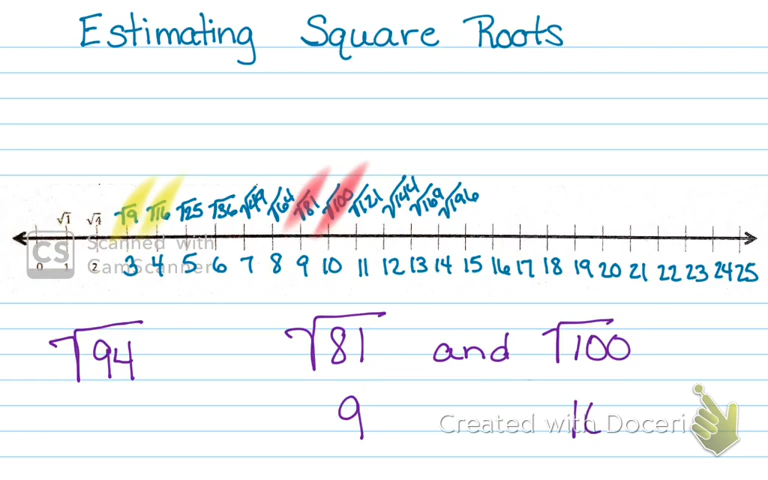 Estimating Square Roots
√1 √4 √9 √16 √25 √36 √49 √64 √81 √100 √121 √144 √169 √196
CS Scanned with
CamScanner
0 1 2 3 4 5 6 7 8 9 10 11 12 13 14 15 16 17 18 19 20 21 22 23 24 25
√94 √81 and √100
9
Created with Doceri